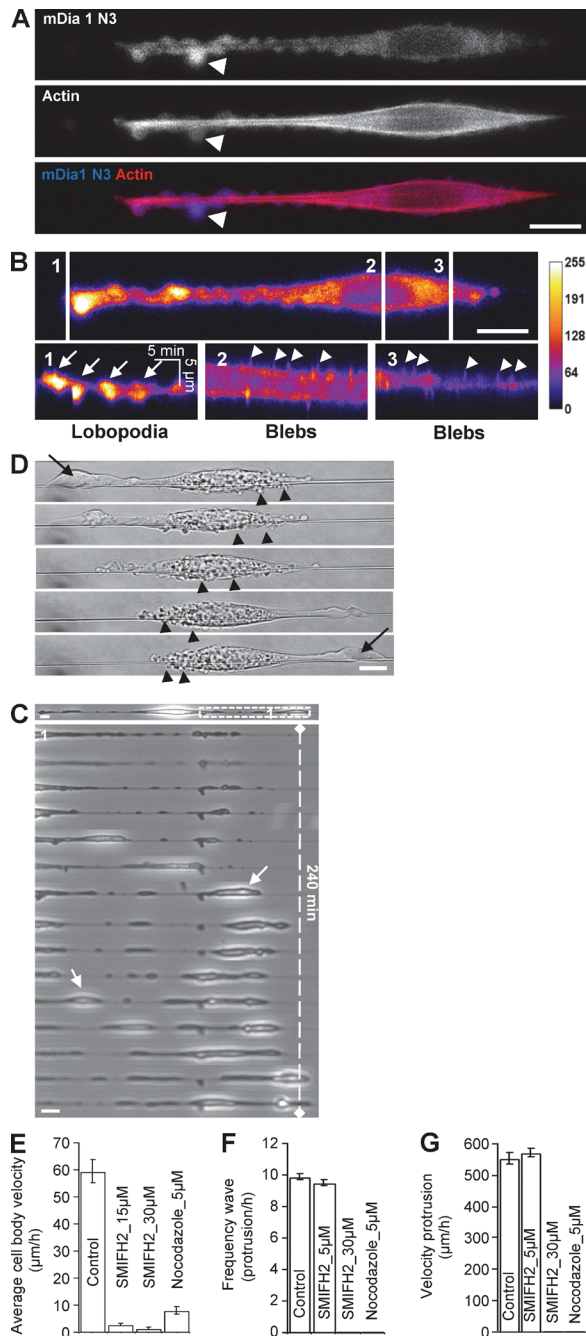 A
mDia 1 N3
Actin
mDia1 N3 Actin
B
1
2
3
255
191
128
64
0
1
5 min
5 µm
2
3
Lobopodia
Blebs
Blebs
D
C
1
1
240 min
E
Average cell body velocity
(µm/h)
70
60
50
40
30
20
10
0
Control
SMIFH2_15µM
SMIFH2_30µM
Nocodazole_5µM
F
Frequency wave
(protrusion/h)
12
10
8
6
4
2
0
Control
SMIFH2_5µM
SMIFH2_30µM
Nocodazole_5µM
G
Velocity protrusion
(µm/h)
600
500
400
300
200
100
0
Control
SMIFH2_5µM
SMIFH2_30µM
Nocodazole_5µM